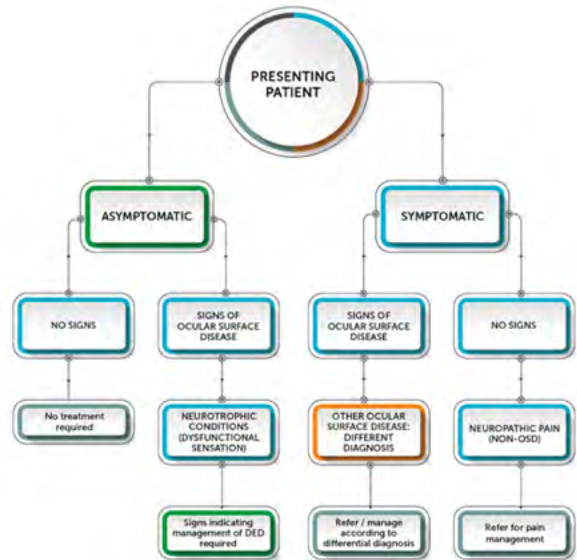 PRESENTING
PATIENT
ASYMPTOMATIC
SYMPTOMATIC
NO SIGNS
SIGNS OF
OCULAR SURFACE
DISEASE
SIGNS OF
OCULAR SURFACE
DISEASE
NO SIGNS
No treatment
required
NEUROTROPHIC
CONDITIONS
(DYSFUNCTIONAL
SENSATION)
OTHER OCULAR
SURFACE DISEASE:
DIFFERENT
DIAGNOSIS
NEUROPATHIC PAIN
(NON-OSD)
Signs indicating
management of DED
required
Refer / manage
according to
differential diagnosis
Refer for pain
management